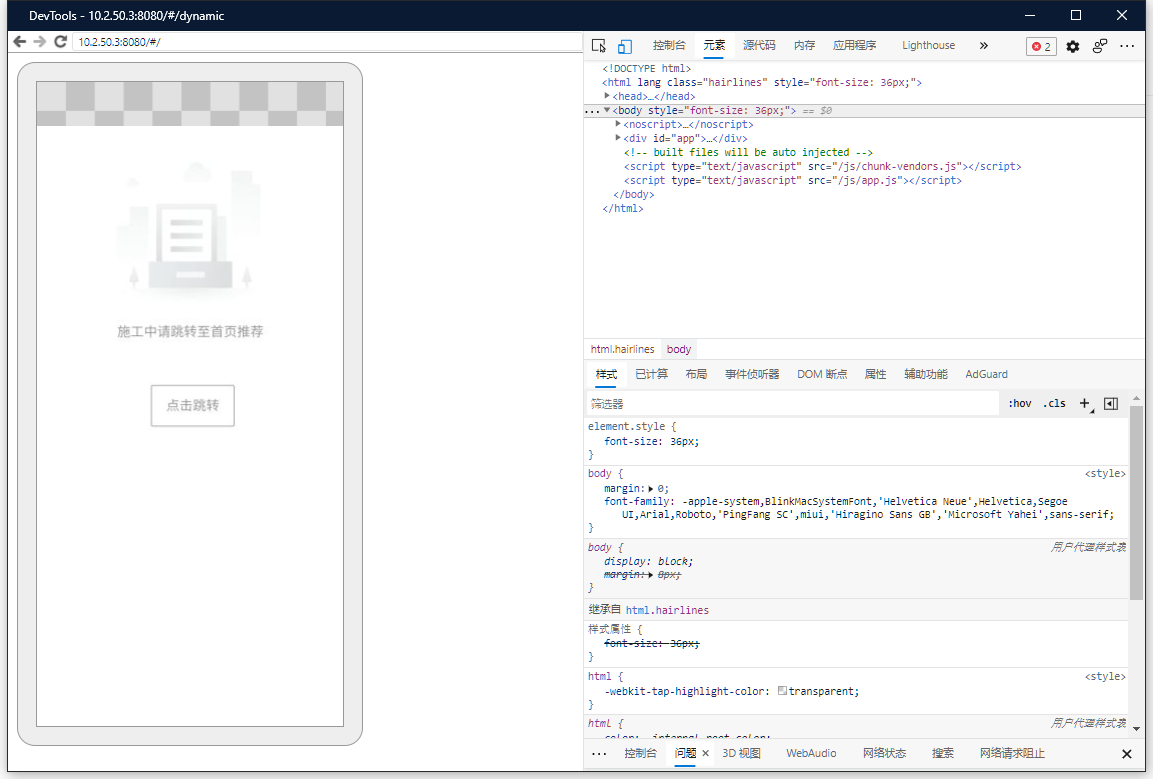 DevTools - 10.2.50.3:8080/#/dynamic
10.2.50.3:8080/#/
施工中请跳转至首页推荐
点击跳转
控制台 元素 源代码 内存 应用程序 Lighthouse » 2 ···
<!DOCTYPE html>
<html lang class="hairlines" style="font-size: 36px;">
<head>…</head>
··· <body style="font-size: 36px;"> == $0
<noscript>…</noscript>
<div id="app">…</div>
<!-- built files will be auto injected -->
<script type="text/javascript" src="/js/chunk-vendors.js"></script>
<script type="text/javascript" src="/js/app.js"></script>
</body>
</html>
html.hairlines body
样式 已计算 布局 事件侦听器 DOM 断点 属性 辅助功能 AdGuard
筛选器 :hov .cls +
element.style {
font-size: 36px;
}
body { <style>
margin: 0;
font-family: -apple-system,BlinkMacSystemFont,'Helvetica Neue',Helvetica,Segoe
UI,Arial,Roboto,'PingFang SC',miui,'Hiragino Sans GB','Microsoft Yahei',sans-serif;
}
body { 用户代理样式表
display: block;
margin: 8px;
}
继承自 html.hairlines
样式属性 {
font-size: 36px;
}
html { <style>
-webkit-tap-highlight-color: transparent;
}
html { 用户代理样式表
color: -internal-root-color;
··· 控制台 问题 × 3D 视图 WebAudio 网络状态 搜索 网络请求阻止